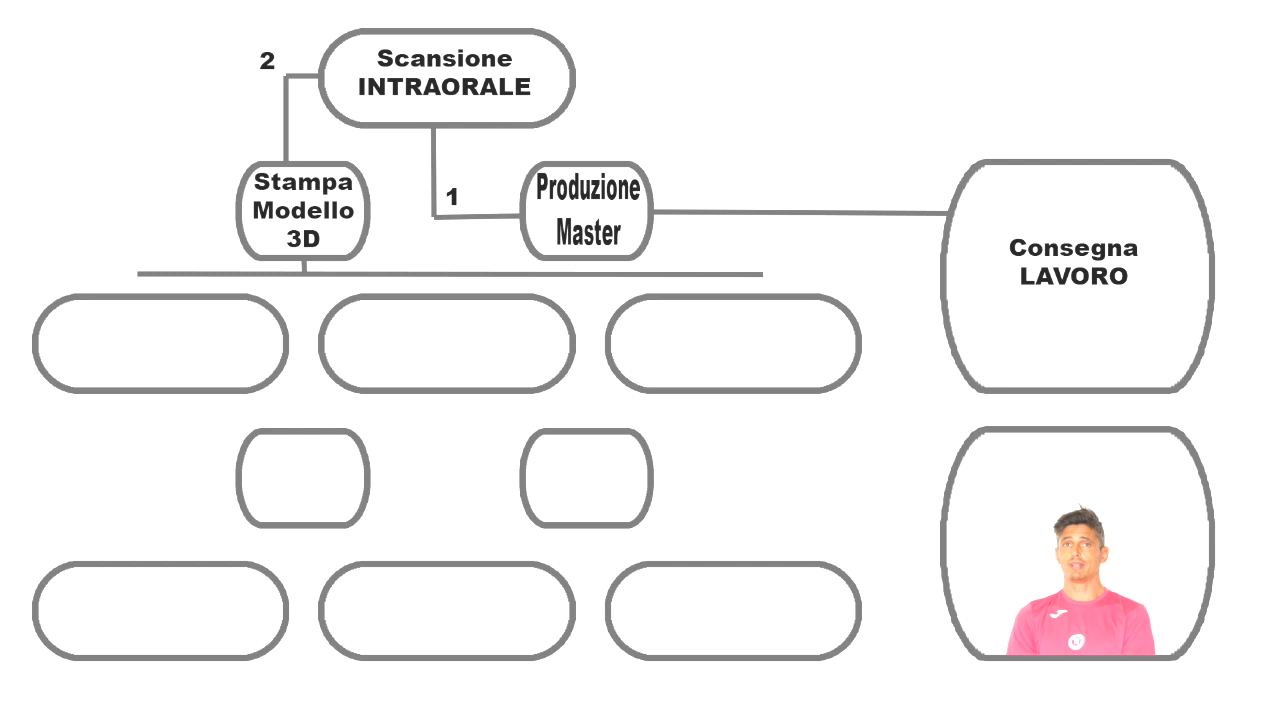 2
Scansione
INTRAORALE
Stampa
Modello
3D
1
Produzione
Master
Consegna
LAVORO